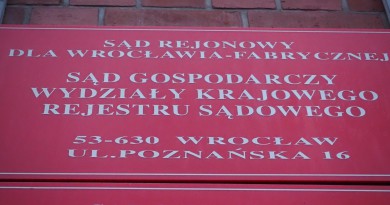 SĄD REJONOWY
DLA WROCŁAWIA-FABRYCZNEJ
SĄD GOSPODARCZY
WYDZIAŁY KRAJOWEGO
REJESTRU SĄDOWEGO
53-630 WROCŁAW
UL.POZNAŃSKA 16